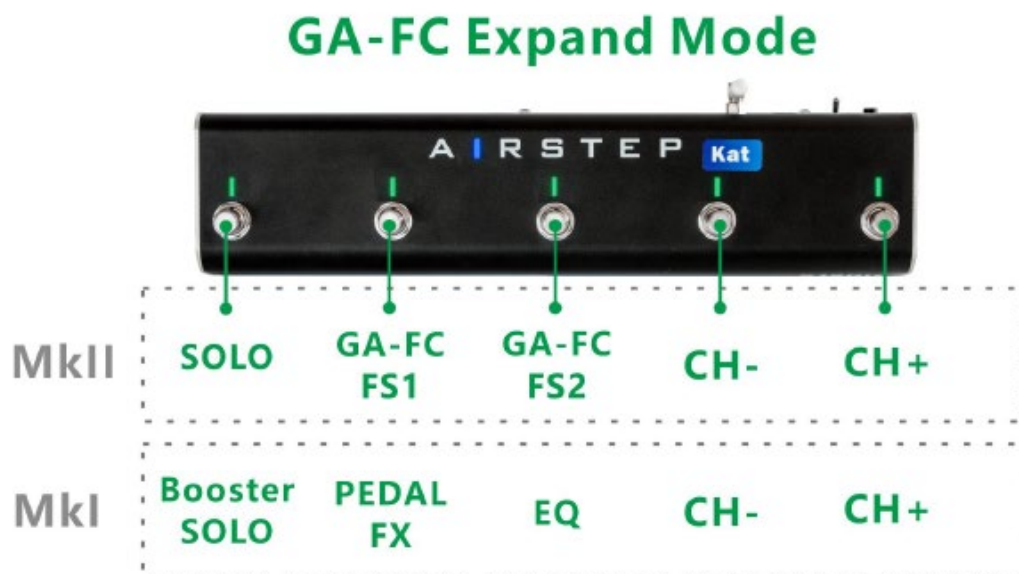 GA-FC Expand Mode
AIRSTEP Kat
MkII
SOLO
GA-FC
FS1
GA-FC
FS2
CH-
CH+
MkI
Booster
SOLO
PEDAL
FX
EQ
CH-
CH+